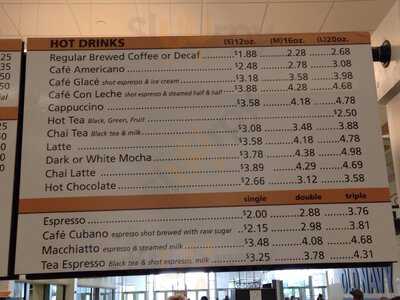 HOT DRINKS (S)12oz. (M)16oz. (L)20oz.
Regular Brewed Coffee or Decaf $1.88 2.28 2.68
Café Americano $2.48 2.78 3.08
Café Glacé shot espresso & ice cream $3.18 3.58 3.98
Café Con Leche shot espresso & steamed half & half $3.88 4.28 4.68
Cappuccino $3.58 4.18 4.78
Hot Tea Black, Green, Fruit $2.50
Chai Tea Black tea & milk $3.08 3.48 3.88
Latte $3.58 4.18 4.78
Dark or White Mocha $3.78 4.38 4.98
Chai Latte $3.89 4.29 4.69
Hot Chocolate $2.66 3.12 3.58
single double triple
Espresso $2.00 2.88 3.76
Café Cubano espresso shot brewed with raw sugar $2.15 2.98 3.81
Macchiatto espresso & steamed milk $3.48 4.08 4.68
Tea Espresso Black tea & shot espresso, milk $3.25 3.78 4.31
OLD NAVY